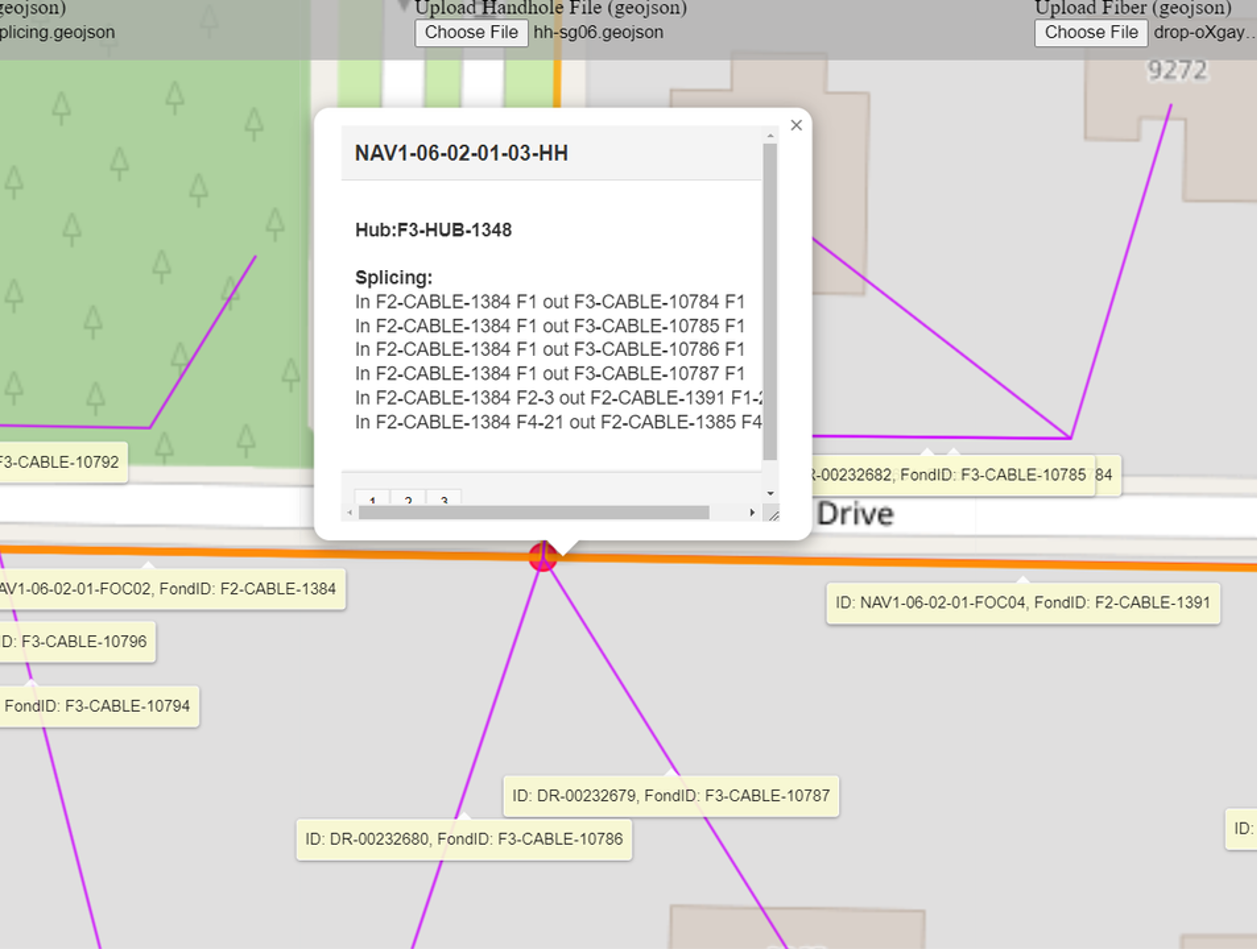 geojson)
Upload Handhole File (geojson)
Upload Fiber (geojson)
plicing.geojson
Choose File hh-sg06.geojson
Choose File drop-oXgay...
9272
×
NAV1-06-02-01-03-HH
Hub:F3-HUB-1348
Splicing:
In F2-CABLE-1384 F1 out F3-CABLE-10784 F1
In F2-CABLE-1384 F1 out F3-CABLE-10785 F1
In F2-CABLE-1384 F1 out F3-CABLE-10786 F1
In F2-CABLE-1384 F1 out F3-CABLE-10787 F1
In F2-CABLE-1384 F2-3 out F2-CABLE-1391 F1-2
In F2-CABLE-1384 F4-21 out F2-CABLE-1385 F4
1 2 3
F3-CABLE-10792
R-00232682, FondID: F3-CABLE-10785 84
Drive
AV1-06-02-01-FOC02, FondID: F2-CABLE-1384
ID: NAV1-06-02-01-FOC04, FondID: F2-CABLE-1391
ID: F3-CABLE-10796
FondID: F3-CABLE-10794
ID: DR-00232679, FondID: F3-CABLE-10787
ID: DR-00232680, FondID: F3-CABLE-10786
ID: